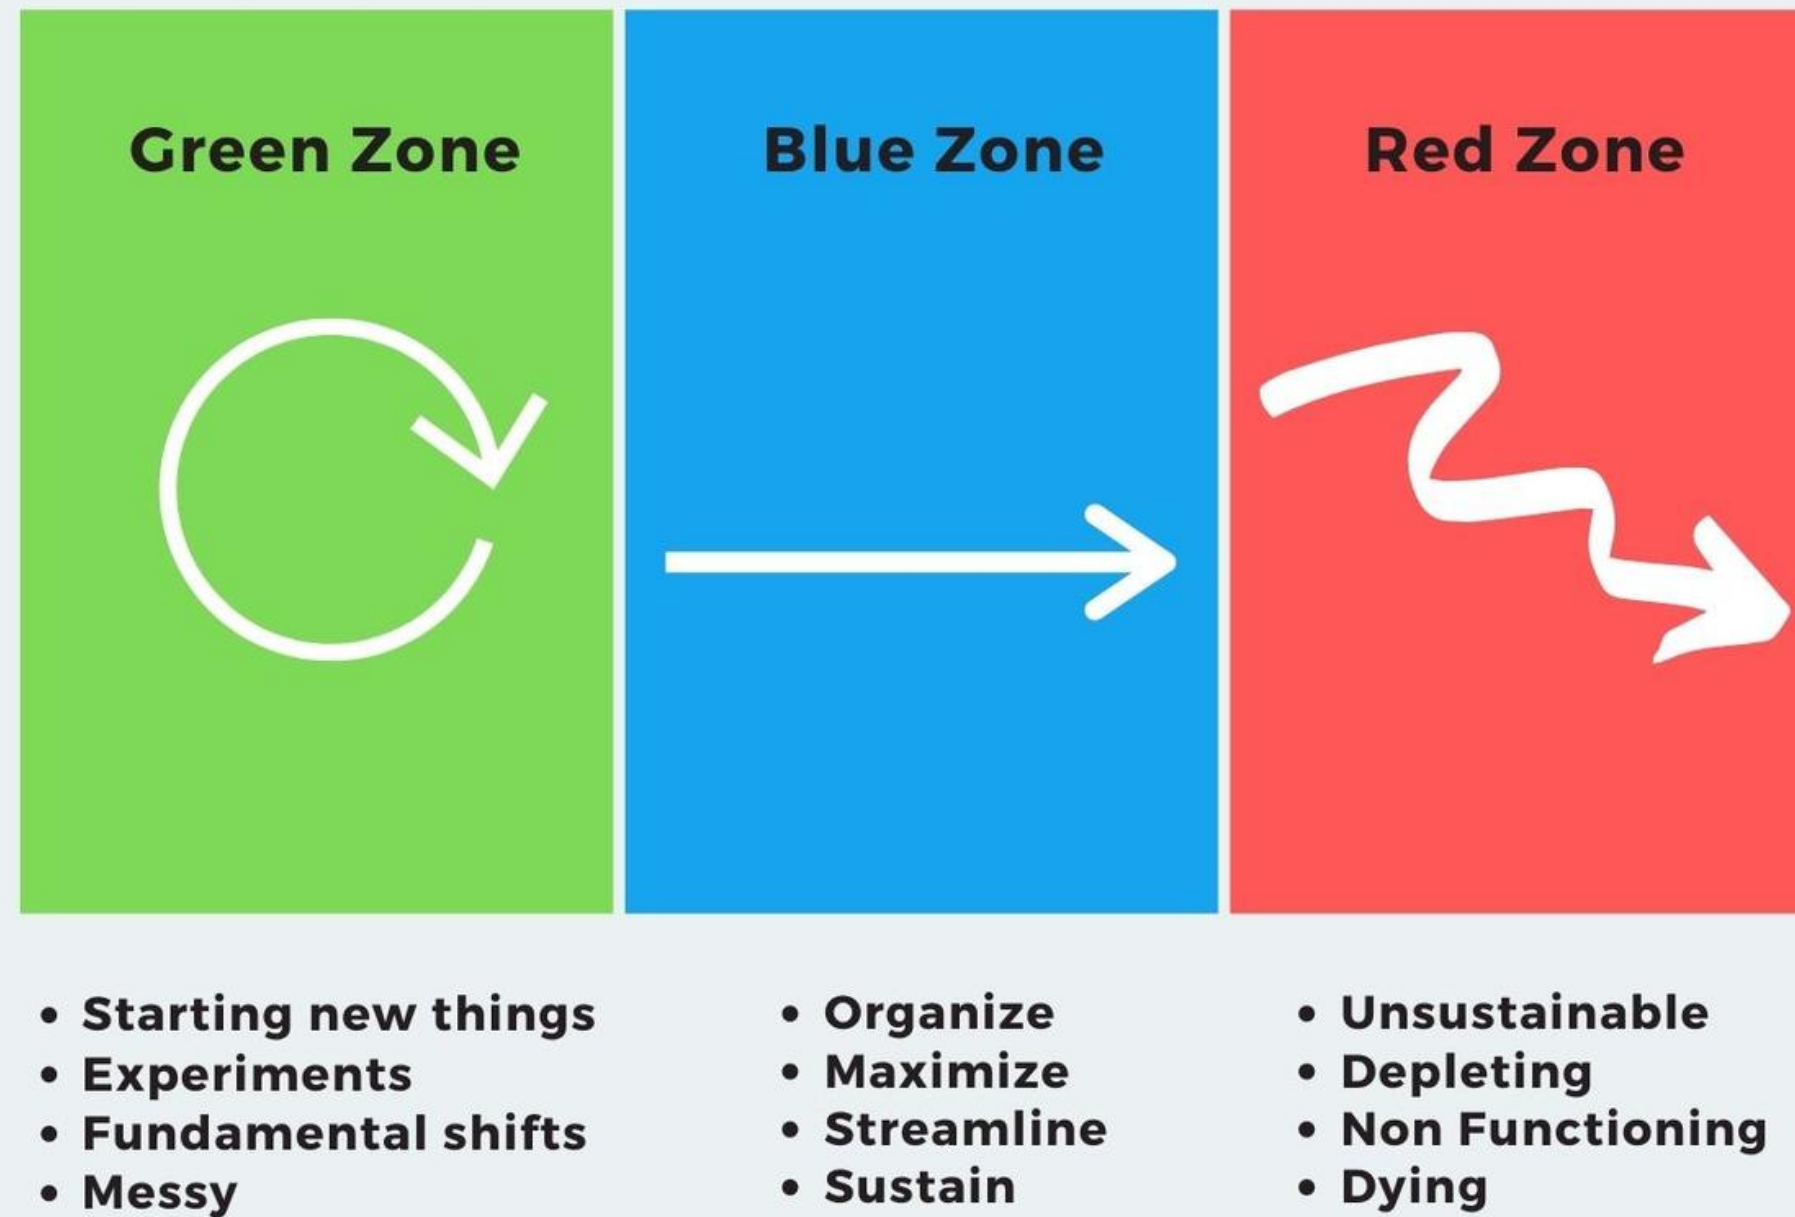 Green Zone
Blue Zone
Red Zone
• Starting new things
• Experiments
• Fundamental shifts
• Messy
• Organize
• Maximize
• Streamline
• Sustain
• Unsustainable
• Depleting
• Non Functioning
• Dying